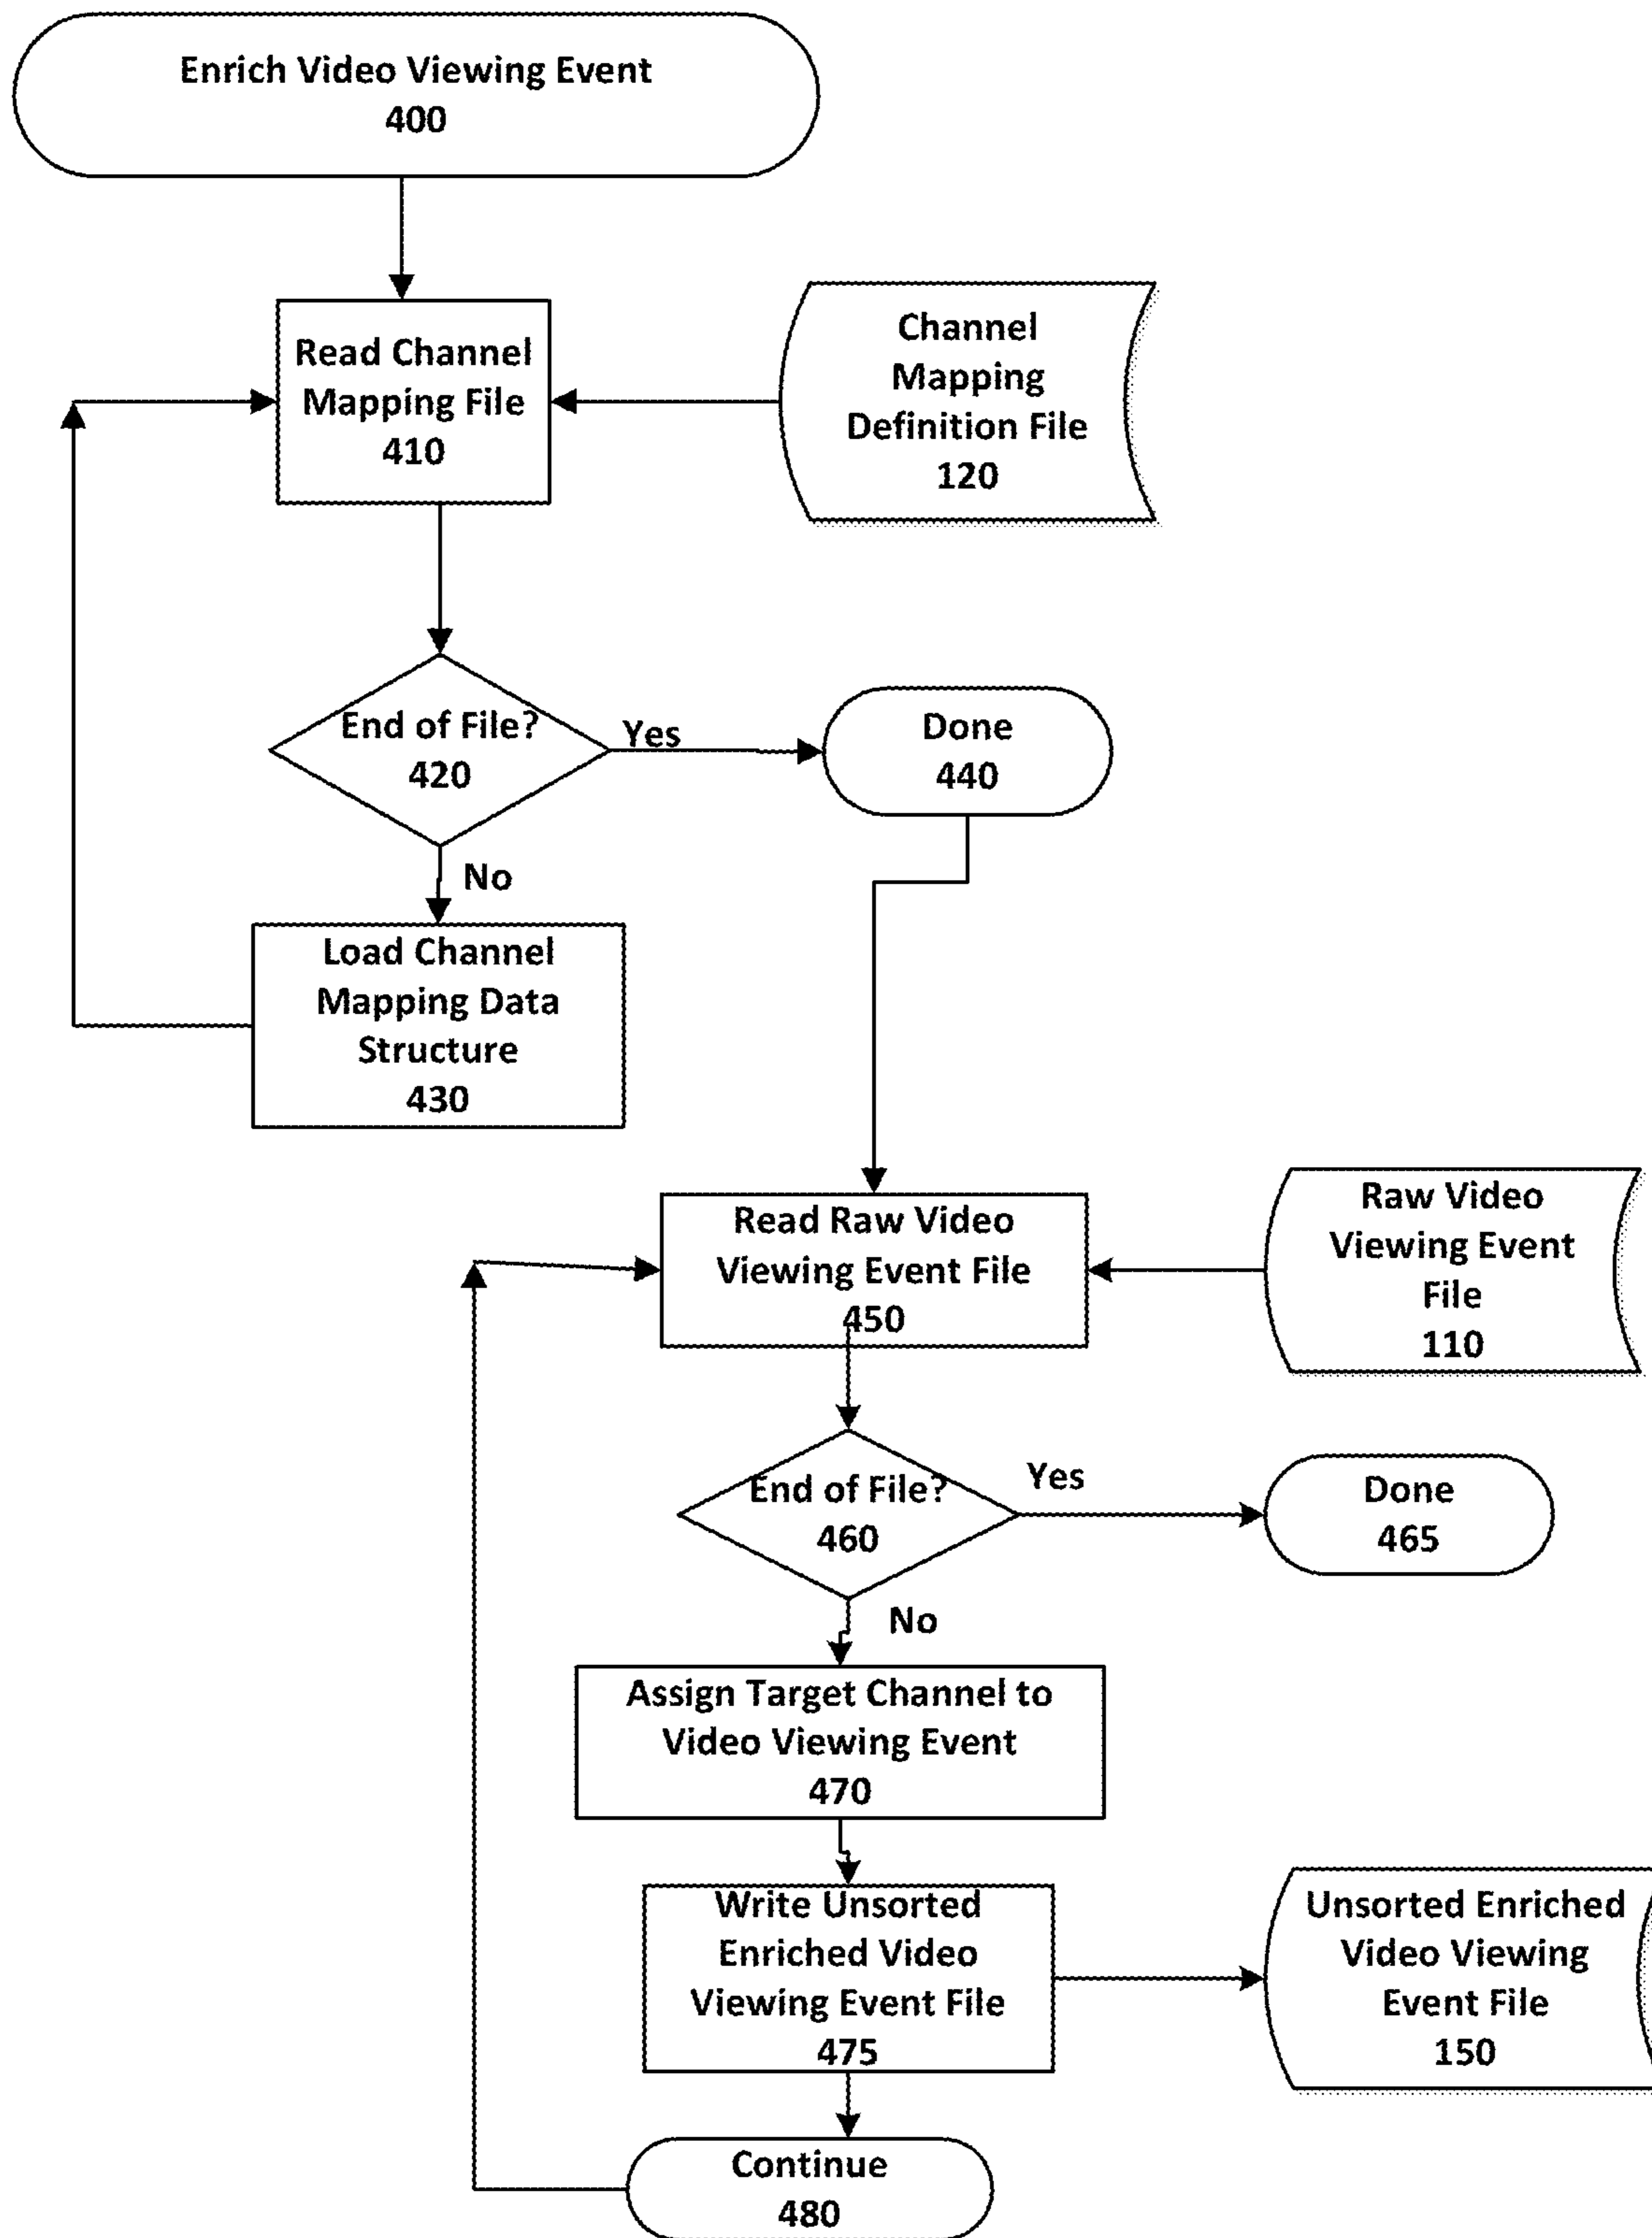 Enrich Video Viewing Event
400
Read Channel
Mapping File
410
Channel
Mapping
Definition File
120
End of File?
420
Yes
Done
440
No
Load Channel
Mapping Data
Structure
430
Read Raw Video
Viewing Event File
450
Raw Video
Viewing Event
File
110
End of File?
460
Yes
Done
465
No
Assign Target Channel to
Video Viewing Event
470
Write Unsorted
Enriched Video
Viewing Event File
475
Unsorted Enriched
Video Viewing
Event File
150
Continue
480